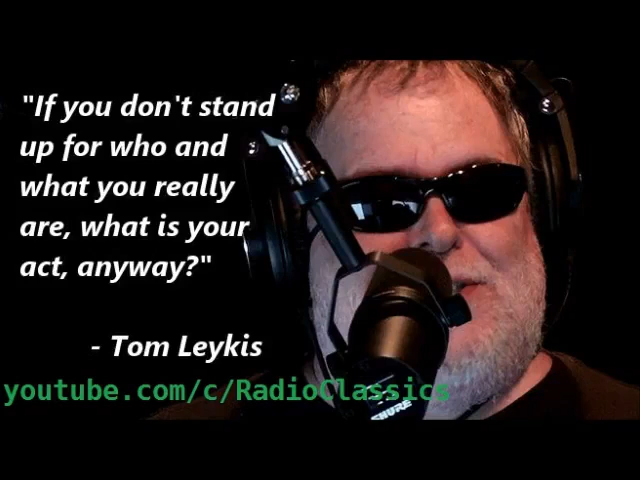 "If you don't stand
up for who and
what you really
are, what is your
act, anyway?"
- Tom Leykis
youtube.com/c/RadioClassics
SHURE